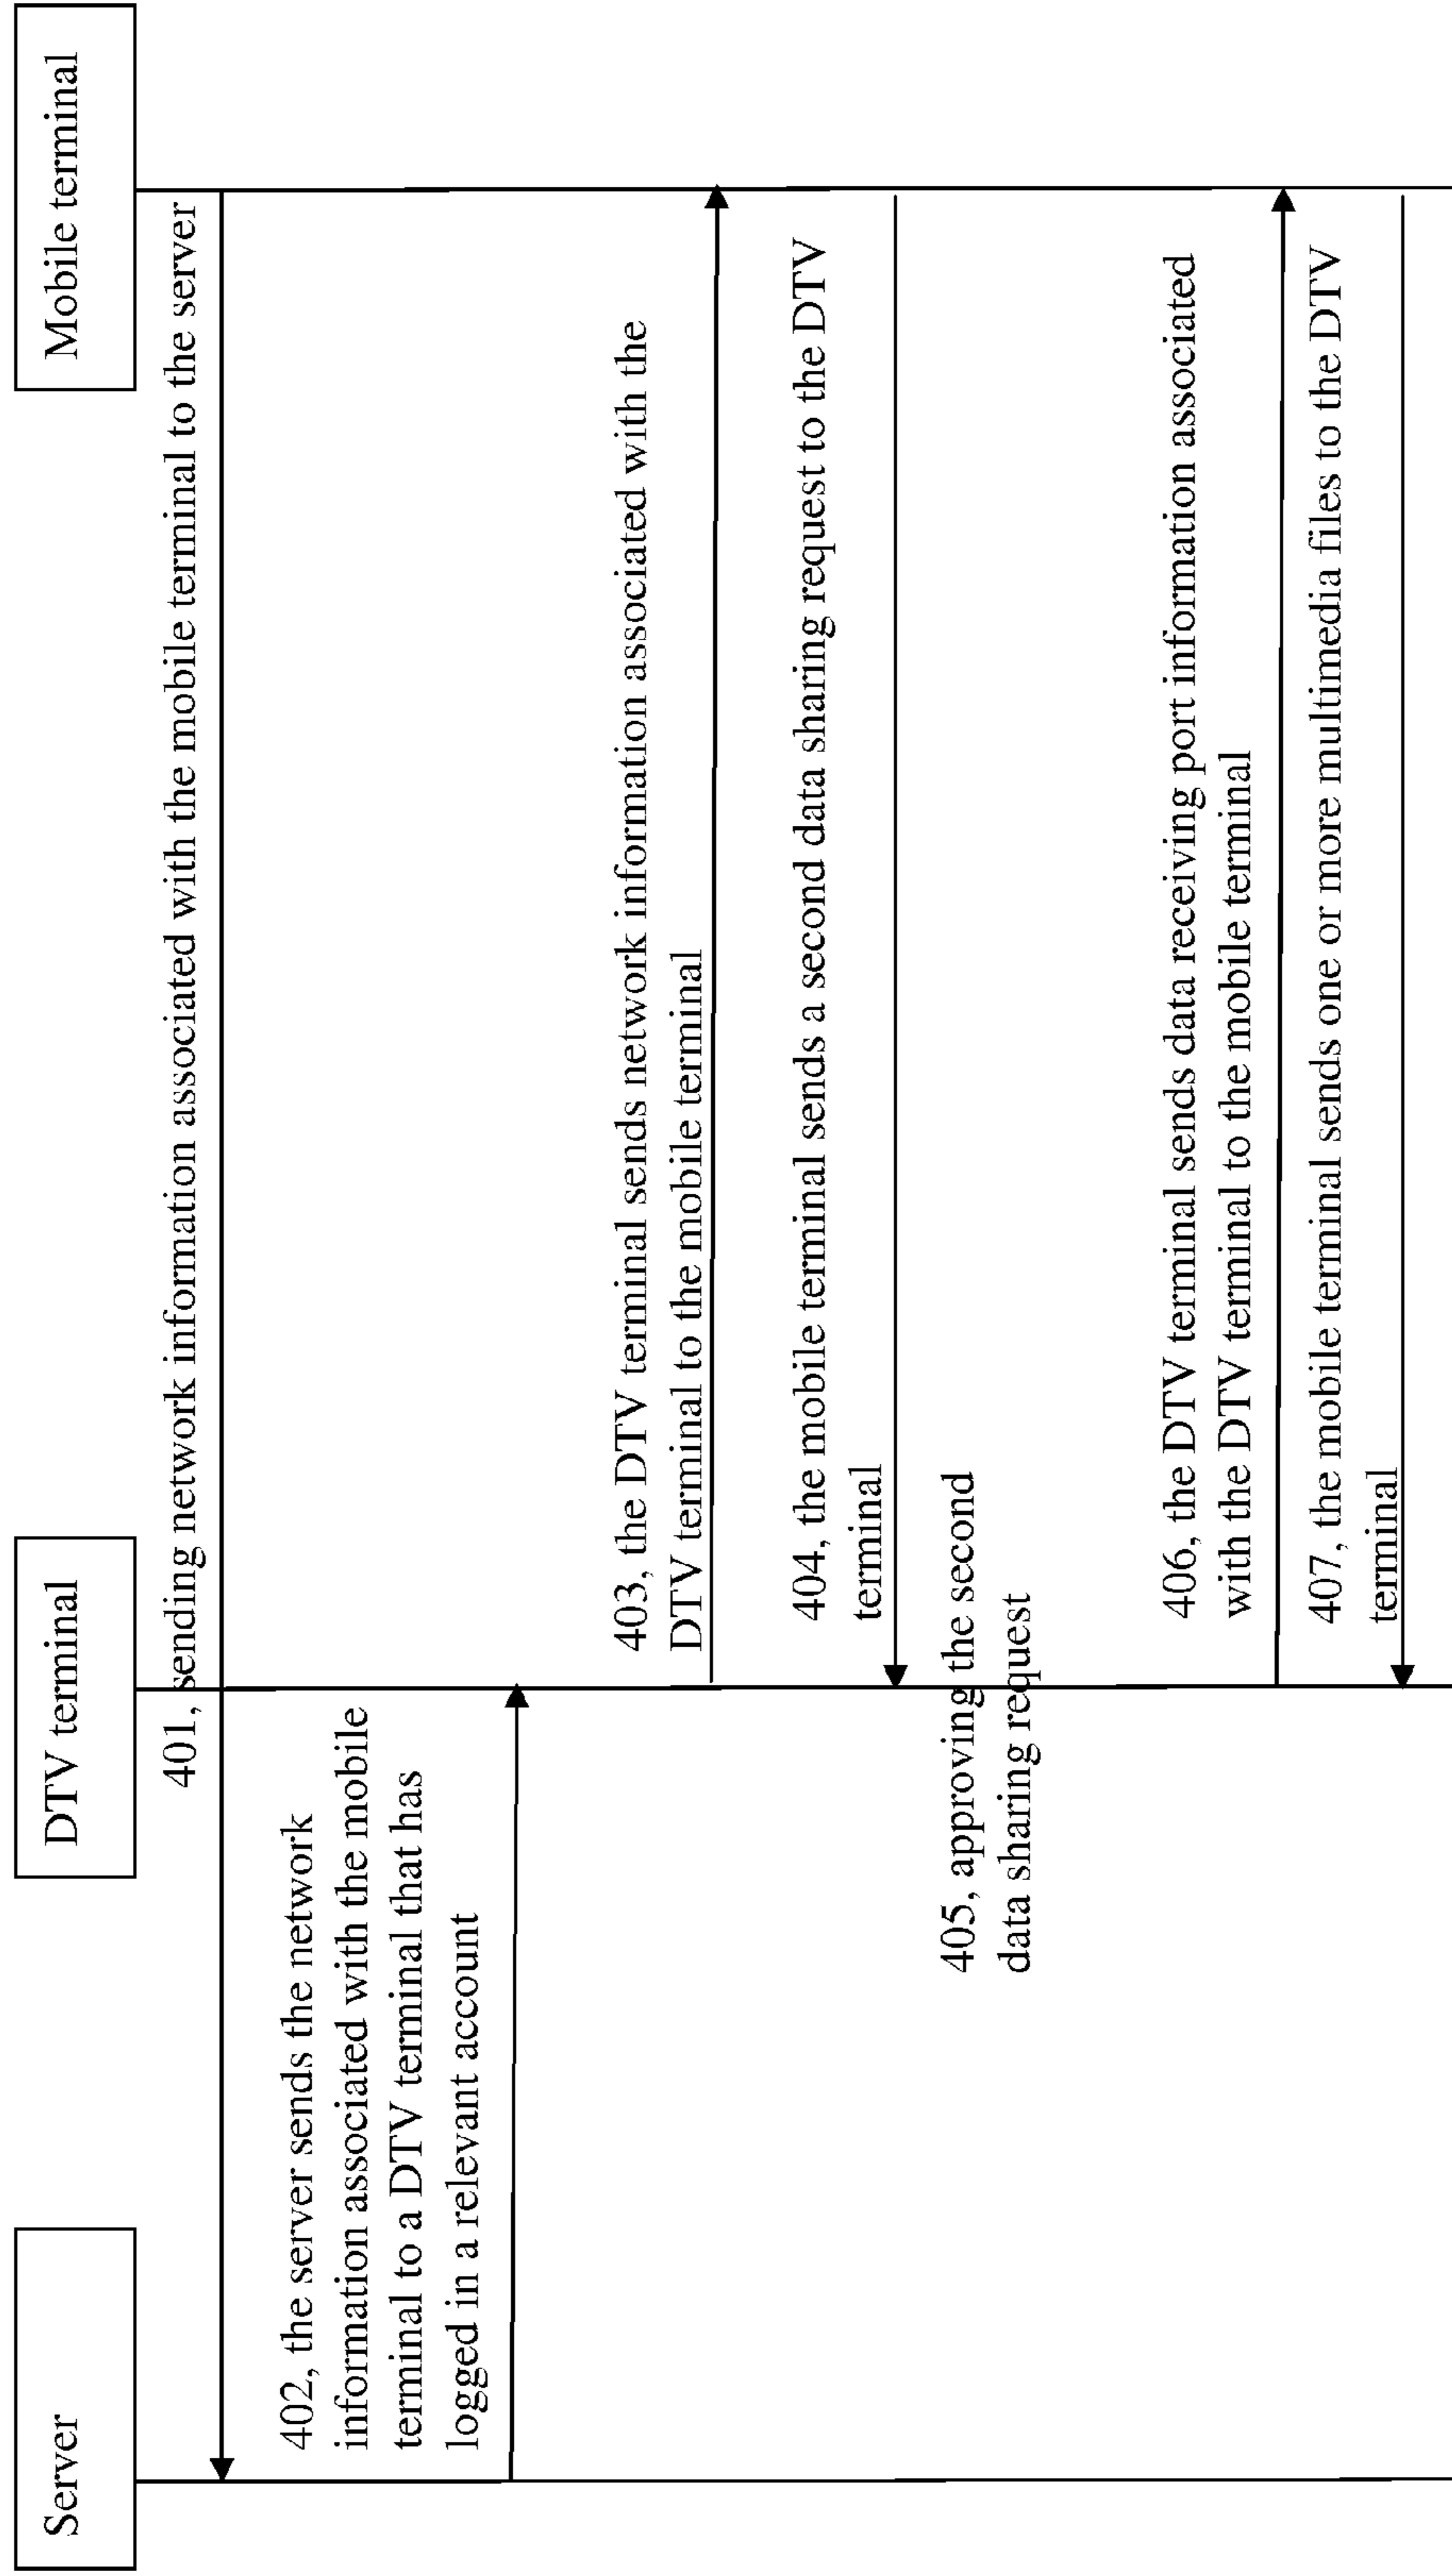 Server
DTV terminal
Mobile terminal
401, sending network information associated with the mobile terminal to the server
402, the server sends the network
information associated with the mobile
terminal to a DTV terminal that has
logged in a relevant account
403, the DTV terminal sends network information associated with the
DTV terminal to the mobile terminal
404, the mobile terminal sends a second data sharing request to the DTV
terminal
405, approving the second
data sharing request
406, the DTV terminal sends data receiving port information associated
with the DTV terminal to the mobile terminal
407, the mobile terminal sends one or more multimedia files to the DTV
terminal